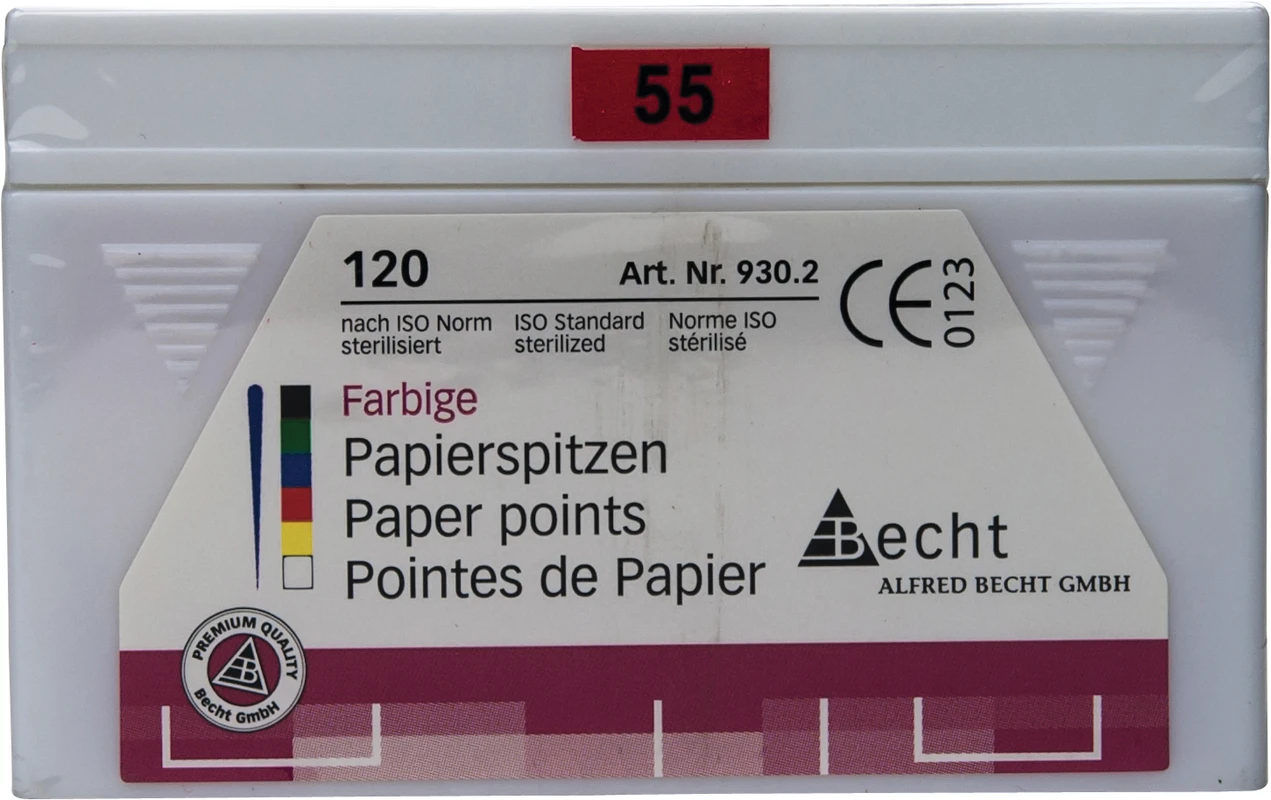 55
120 Art. Nr. 930.2
CE 0123
nach ISO Norm ISO Standard Norme ISO
sterilisiert sterilized stérilisé
Farbige
Papierspitzen
Paper points
Pointes de Papier
Becht
ALFRED BECHT GMBH
PREMIUM QUALITY
B
Becht GmbH